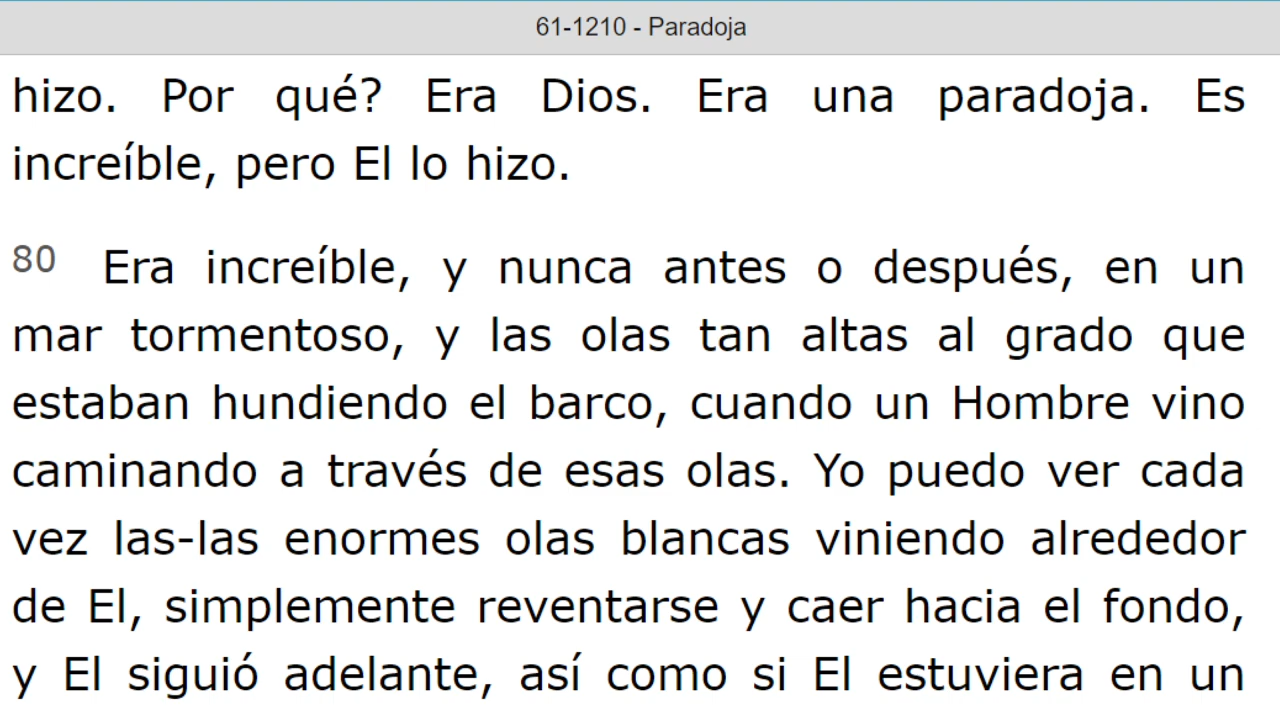 61-1210 - Paradoja
hizo. Por qué? Era Dios. Era una paradoja. Es
increíble, pero El lo hizo.
80 Era increíble, y nunca antes o después, en un
mar tormentoso, y las olas tan altas al grado que
estaban hundiendo el barco, cuando un Hombre vino
caminando a través de esas olas. Yo puedo ver cada
vez las-las enormes olas blancas viniendo alrededor
de El, simplemente reventarse y caer hacia el fondo,
y El siguió adelante, así como si El estuviera en un